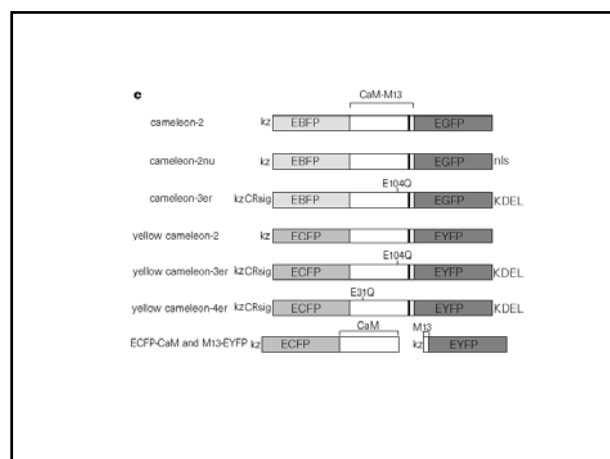 c
CaM-M13
cameleon-2 kz EBFP EGFP
cameleon-2nu kz EBFP EGFP nls
E104Q
cameleon-3er kzCRsig EBFP EGFP KDEL
yellow cameleon-2 kz ECFP EYFP
E104Q
yellow cameleon-3er kzCRsig ECFP EYFP KDEL
E31Q
yellow cameleon-4er kzCRsig ECFP EYFP KDEL
CaM M13
ECFP-CaM and M13-EYFP kz ECFP kz EYFP